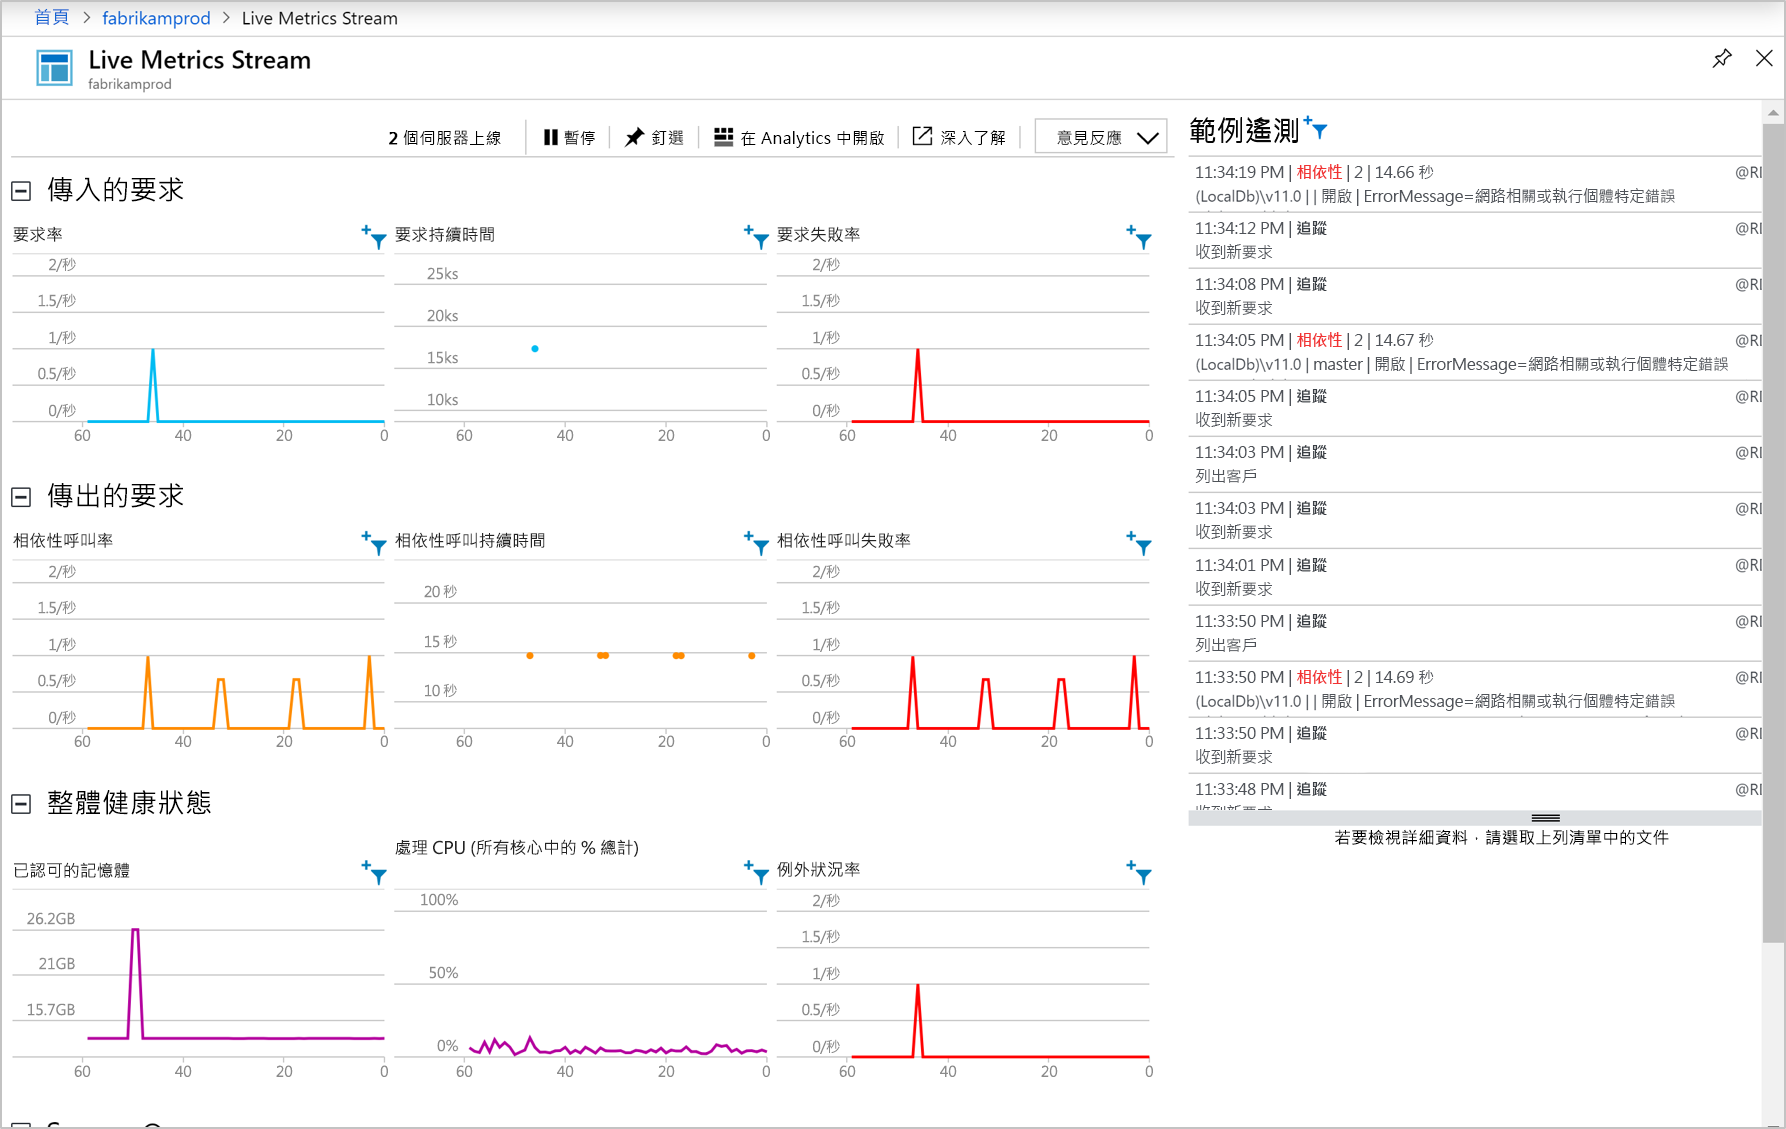 首頁 > fabrikamprod > Live Metrics Stream
Live Metrics Stream
fabrikamprod
2 個伺服器上線
暫停
釘選
在 Analytics 中開啟
深入了解
意見反應
傳入的要求
要求率
2/秒
1.5/秒
1/秒
0.5/秒
0/秒
60 40 20 0
要求持續時間
25ks
20ks
15ks
10ks
60 40 20 0
要求失敗率
2/秒
1.5/秒
1/秒
0.5/秒
0/秒
60 40 20 0
傳出的要求
相依性呼叫率
2/秒
1.5/秒
1/秒
0.5/秒
0/秒
60 40 20 0
相依性呼叫持續時間
20 秒
15 秒
10 秒
60 40 20 0
相依性呼叫失敗率
2/秒
1.5/秒
1/秒
0.5/秒
0/秒
60 40 20 0
整體健康狀態
已認可的記憶體
26.2GB
21GB
15.7GB
60 40 20 0
處理 CPU (所有核心中的 % 總計)
100%
50%
0%
60 40 20 0
例外狀況率
2/秒
1.5/秒
1/秒
0.5/秒
0/秒
60 40 20 0
範例遙測
11:34:19 PM | 相依性 | 2 | 14.66 秒 @RI
(LocalDb)\v11.0 | | 開啟 | ErrorMessage=網路相關或執行個體特定錯誤
11:34:12 PM | 追蹤 @RI
收到新要求
11:34:08 PM | 追蹤 @RI
收到新要求
11:34:05 PM | 相依性 | 2 | 14.67 秒 @RI
(LocalDb)\v11.0 | master | 開啟 | ErrorMessage=網路相關或執行個體特定錯誤
11:34:05 PM | 追蹤 @RI
收到新要求
11:34:03 PM | 追蹤 @RI
列出客戶
11:34:03 PM | 追蹤 @RI
收到新要求
11:34:01 PM | 追蹤 @RI
收到新要求
11:33:50 PM | 追蹤 @RI
列出客戶
11:33:50 PM | 相依性 | 2 | 14.69 秒 @RI
(LocalDb)\v11.0 | | 開啟 | ErrorMessage=網路相關或執行個體特定錯誤
11:33:50 PM | 追蹤 @RI
收到新要求
11:33:48 PM | 追蹤 @RI
收到新要求
若要檢視詳細資料，請選取上列清單中的文件